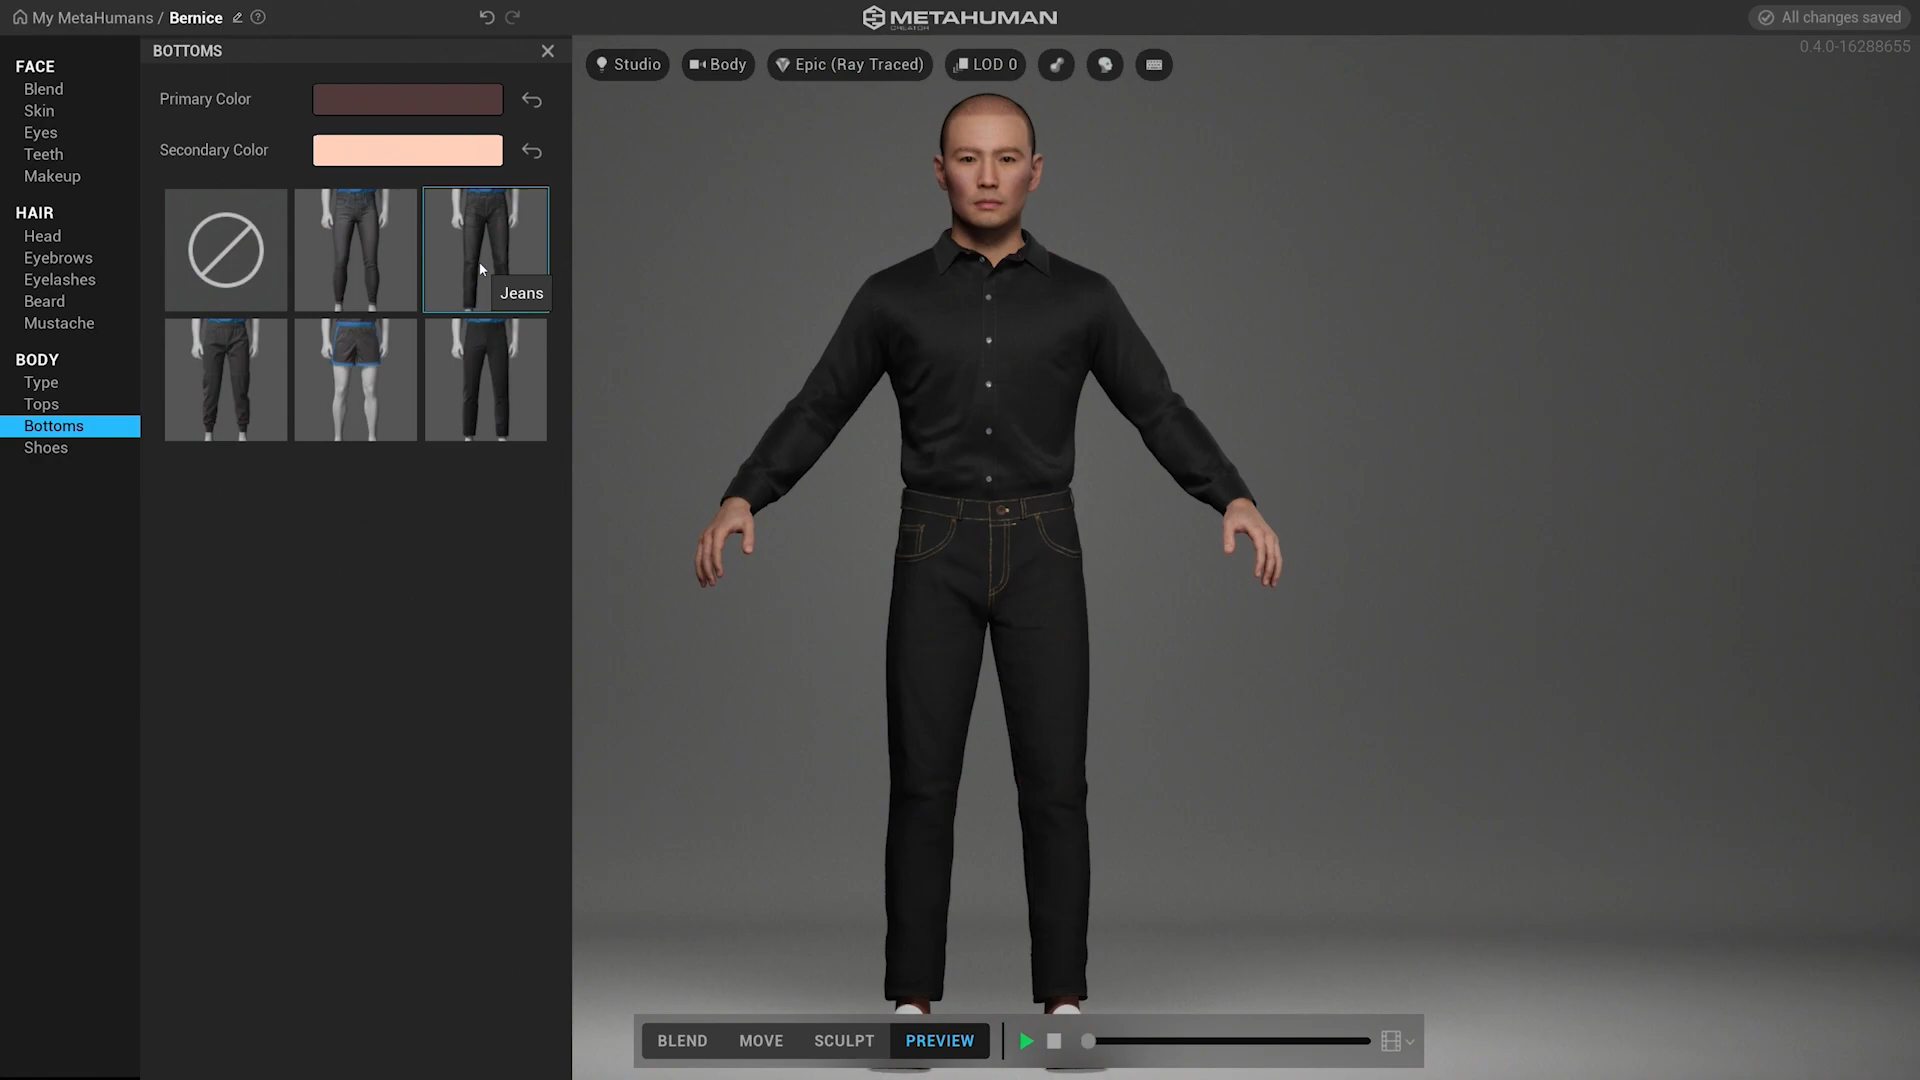 My MetaHumans / Bernice
METAHUMAN
CREATOR
All changes saved
0.4.0-16288655
BOTTOMS
FACE
Blend
Skin
Eyes
Teeth
Makeup
HAIR
Head
Eyebrows
Eyelashes
Beard
Mustache
BODY
Type
Tops
Bottoms
Shoes
Primary Color
Secondary Color
Jeans
Studio
Body
Epic (Ray Traced)
LOD 0
BLEND
MOVE
SCULPT
PREVIEW